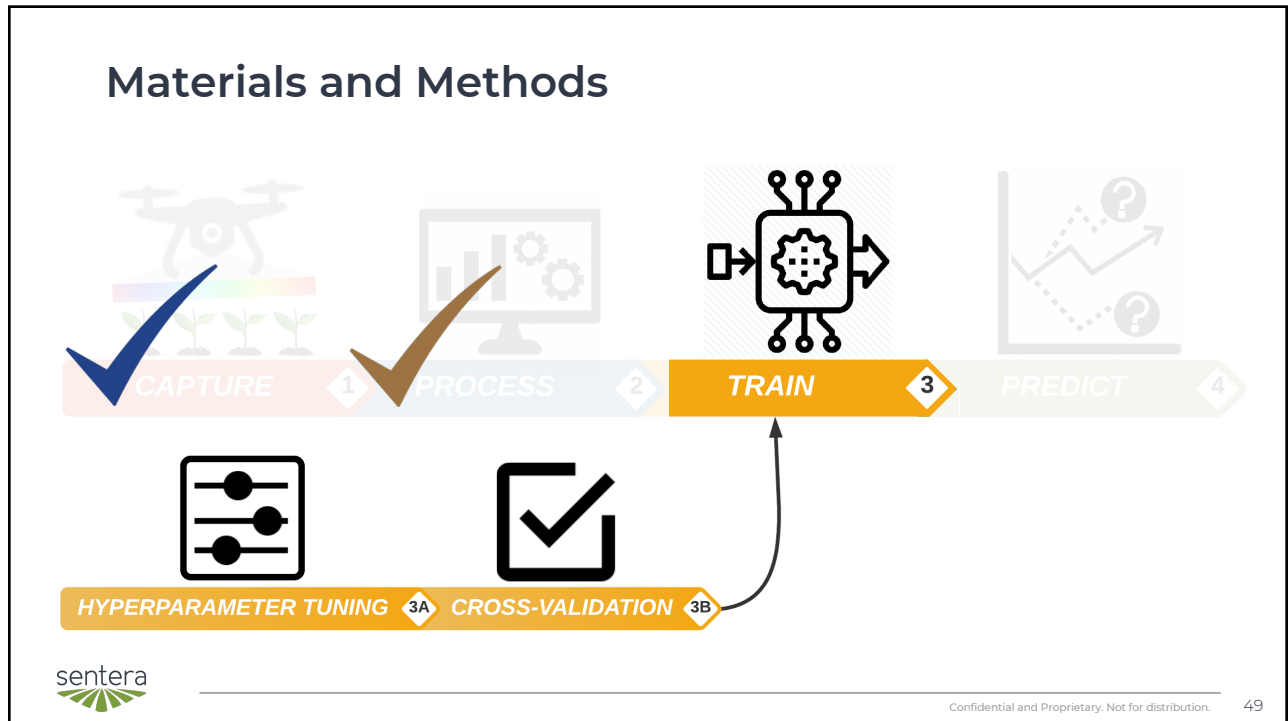 Materials and Methods
?
?
CAPTURE 1 PROCESS 2 TRAIN 3 PREDICT 4
HYPERPARAMETER TUNING 3A CROSS-VALIDATION 3B
sentera
Confidential and Proprietary. Not for distribution. 49